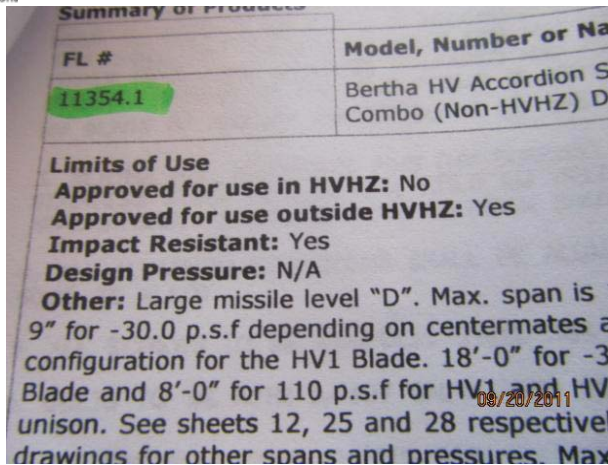 Summary of Products
FL #
Model, Number or Na
11354.1
Bertha HV Accordion S
Combo (Non-HVHZ) D
Limits of Use
Approved for use in HVHZ: No
Approved for use outside HVHZ: Yes
Impact Resistant: Yes
Design Pressure: N/A
Other: Large missile level "D". Max. span is
9" for -30.0 p.s.f depending on centermates a
configuration for the HV1 Blade. 18'-0" for -3
Blade and 8'-0" for 110 p.s.f for HV1 and HV
unison. See sheets 12, 25 and 28 respectivel
drawings for other spans and pressures. Max
09/20/2011